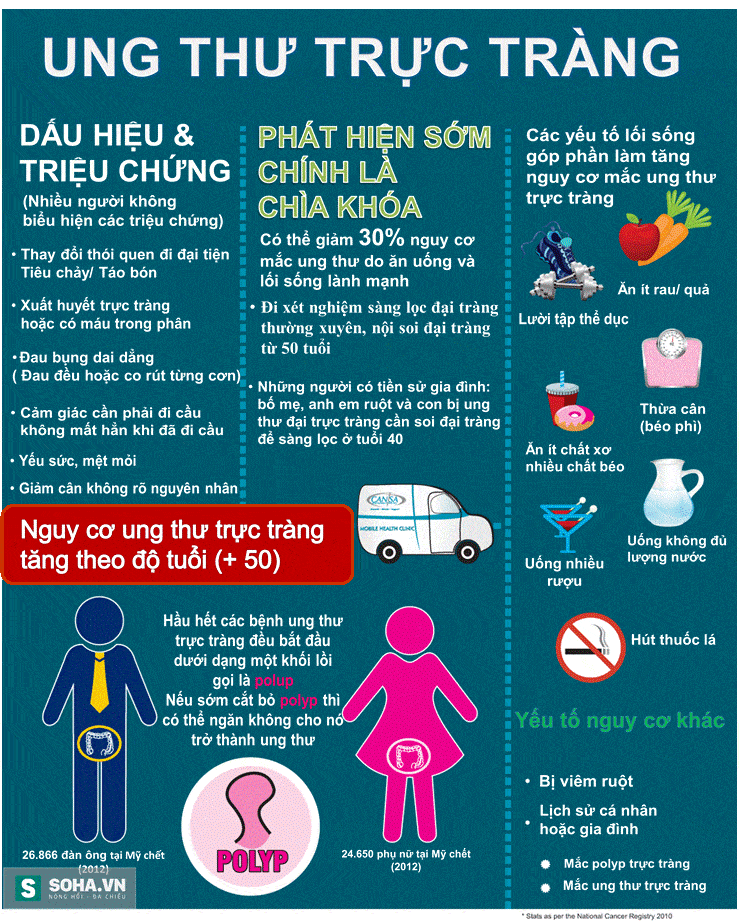 UNG THƯ TRỰC TRÀNG
DẤU HIỆU &
TRIỆU CHỨNG
(Nhiều người không
biểu hiện các triệu chứng)
• Thay đổi thói quen đi đại tiện
Tiêu chảy/ Táo bón
• Xuất huyết trực tràng
hoặc có máu trong phân
• Đau bụng dai dẳng
( Đau đều hoặc co rút từng cơn)
• Cảm giác cần phải đi cầu
không mất hẳn khi đã đi cầu
• Yếu sức, mệt mỏi
• Giảm cân không rõ nguyên nhân
PHÁT HIỆN SỚM
CHÍNH LÀ
CHÌA KHÓA
Có thể giảm 30% nguy cơ
mắc ung thư do ăn uống và
lối sống lành mạnh
• Đi xét nghiệm sàng lọc đại tràng
thường xuyên, nội soi đại tràng
từ 50 tuổi
• Những người có tiền sử gia đình:
bố mẹ, anh em ruột và con bị ung
thư đại trực tràng cần soi đại tràng
để sàng lọc ở tuổi 40
CANSA
MOBILE HEALTH CLINIC
Các yếu tố lối sống
góp phần làm tăng
nguy cơ mắc ung thư
trực tràng
Ăn ít rau/ quả
Lười tập thể dục
Thừa cân
(béo phì)
Ăn ít chất xơ
nhiều chất béo
Uống không đủ
lượng nước
Uống nhiều
rượu
Hút thuốc lá
Nguy cơ ung thư trực tràng
tăng theo độ tuổi (+ 50)
Hầu hết các bệnh ung thư
trực tràng đều bắt đầu
dưới dạng một khối lồi
gọi là polup
Nếu sớm cắt bỏ polyp thì
có thể ngăn không cho nó
trở thành ung thư
POLYP
26.866 đàn ông tại Mỹ chết
(2012)
24.650 phụ nữ tại Mỹ chết
(2012)
Yếu tố nguy cơ khác
• Bị viêm ruột
• Lịch sử cá nhân
hoặc gia đình
Mắc polyp trực tràng
Mắc ung thư trực tràng
S SOHA.VN
NÓNG HỔI - ĐA CHIỀU
* Stats as per the National Cancer Registry 2010